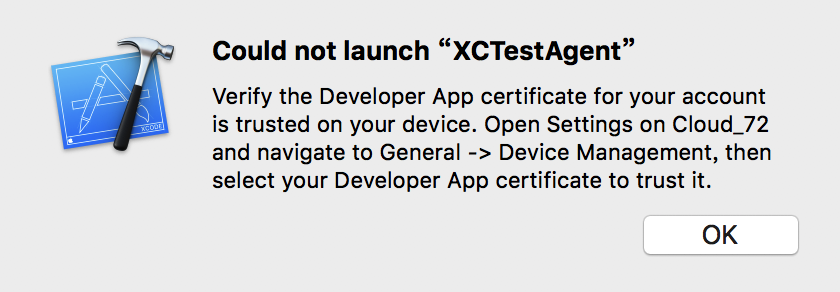 Could not launch “XCTestAgent”
Verify the Developer App certificate for your account
is trusted on your device. Open Settings on Cloud_72
and navigate to General -> Device Management, then
select your Developer App certificate to trust it.
XCODE
OK